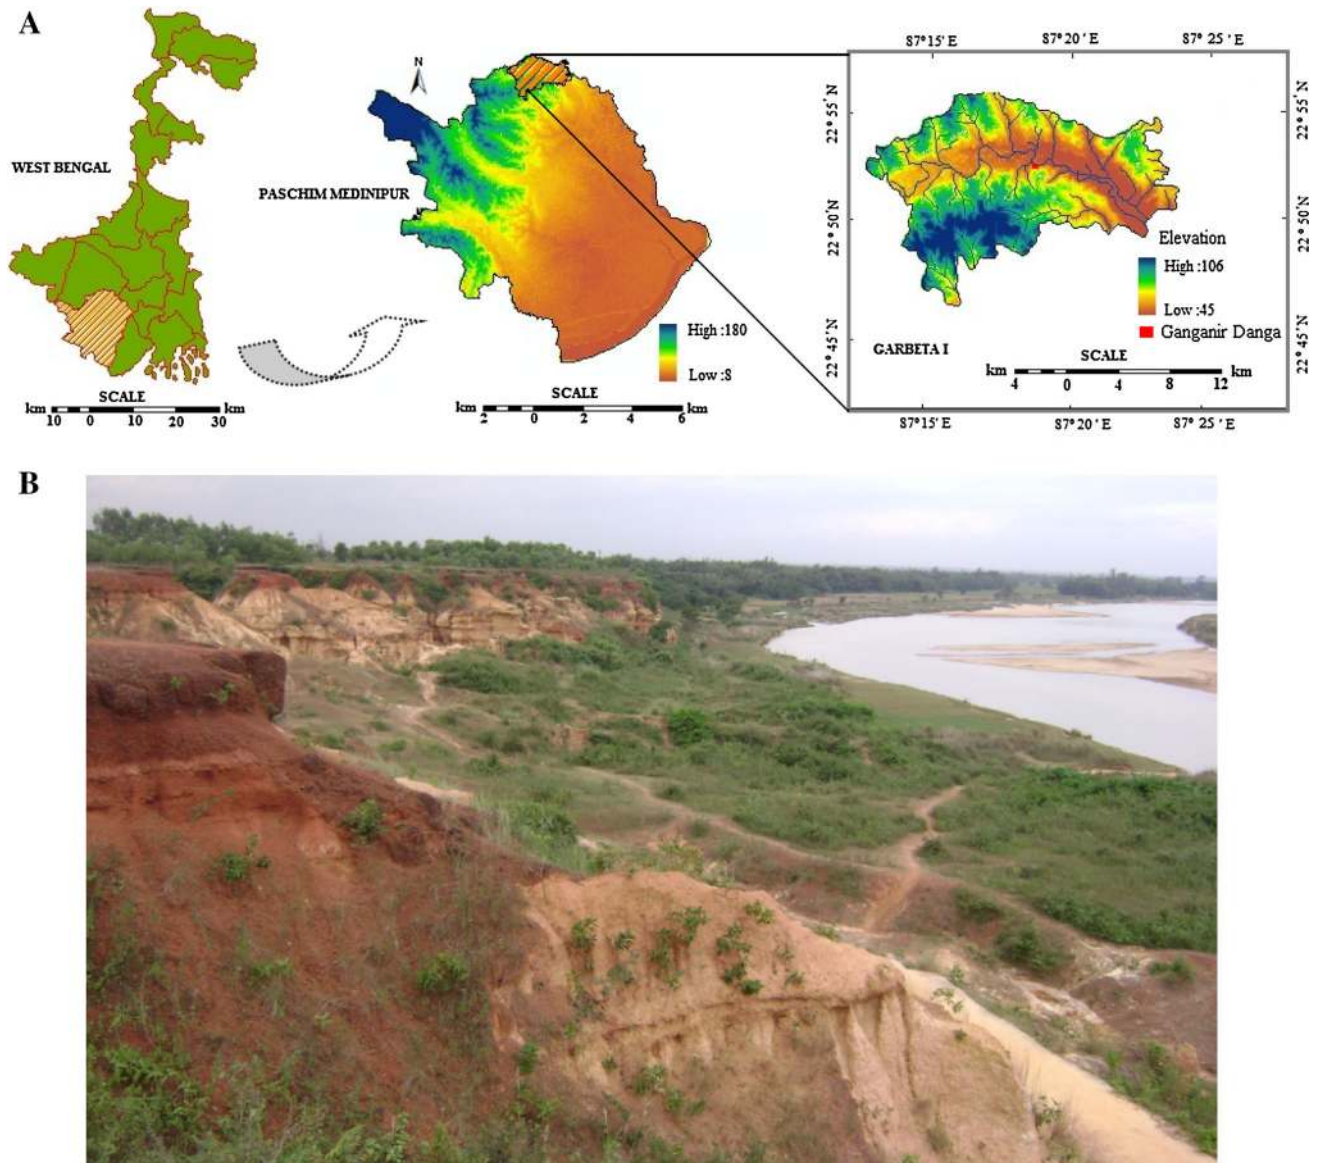 A
WEST BENGAL
SCALE
km km
10 0 10 20 30
N
PASCHIM MEDINIPUR
High :180
Low :8
SCALE
km km
2 0 2 4 6
87° 15' E 87° 20' E 87° 25' E
22° 55' N 22° 55' N
22° 50' N 22° 50' N
22° 45' N 22° 45' N
Elevation
High :106
Low :45
Ganganir Danga
GARBETA I
SCALE
km km
4 0 4 8 12
87° 15' E 87° 20' E 87° 25' E
B